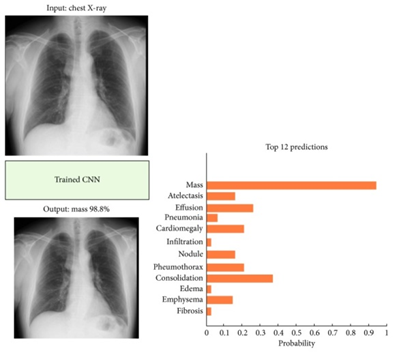 Input: chest X-ray
Trained CNN
Output: mass 98.8%
Top 12 predictions
Mass
Atelectasis
Effusion
Pneumonia
Cardiomegaly
Infiltration
Nodule
Pheumothorax
Consolidation
Edema
Emphysema
Fibrosis
0 0.1 0.2 0.3 0.4 0.5 0.6 0.7 0.8 0.9 1
Probability